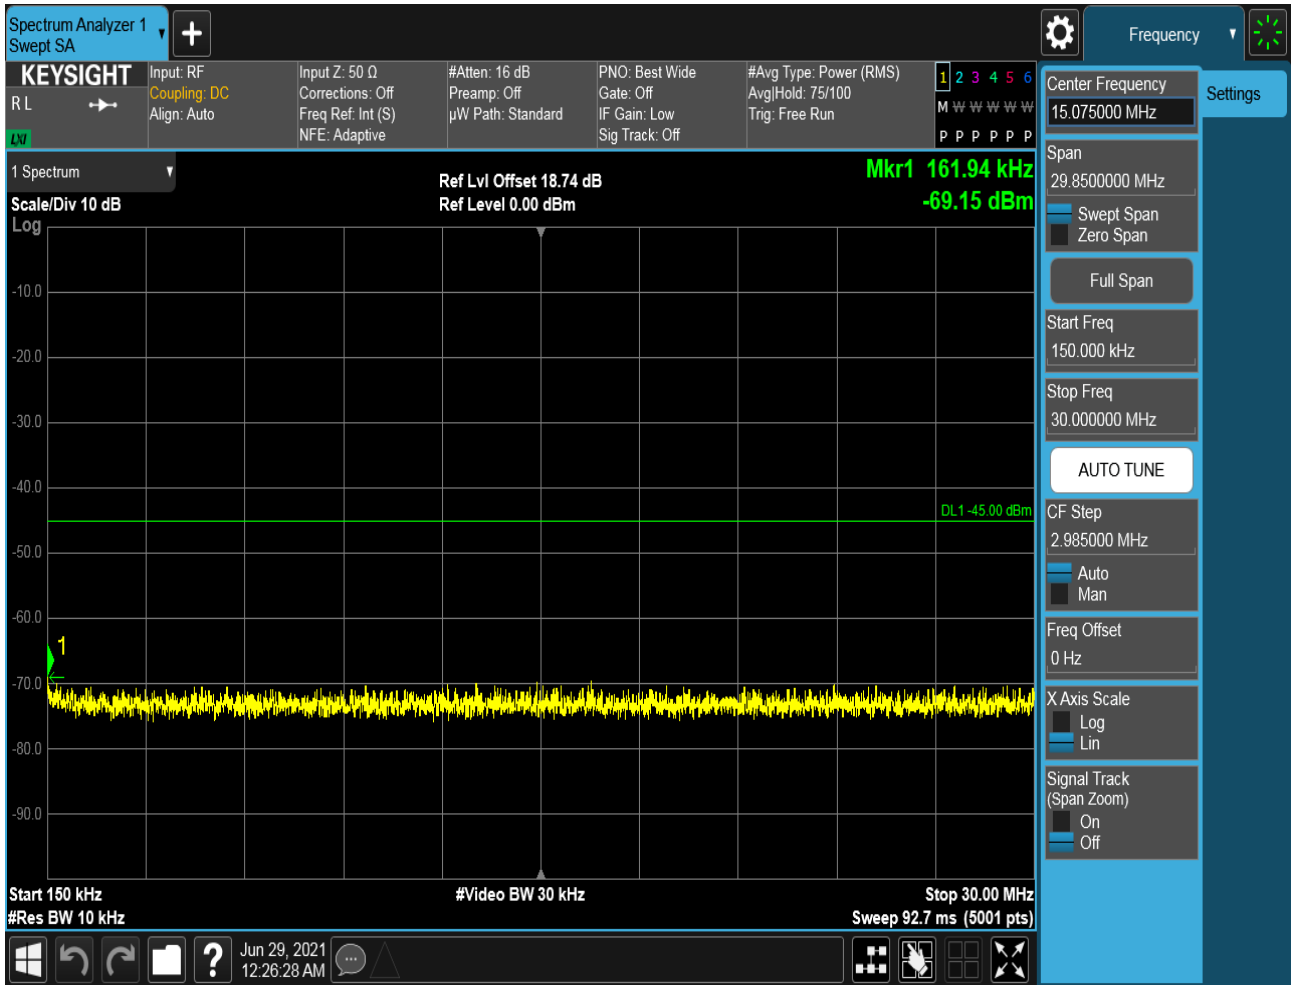 Spectrum Analyzer 1
Swept SA
Frequency
KEYSIGHT
R L
LXI
Input: RF
Coupling: DC
Align: Auto
Input Z: 50 Ω
Corrections: Off
Freq Ref: Int (S)
NFE: Adaptive
#Atten: 16 dB
Preamp: Off
µW Path: Standard
PNO: Best Wide
Gate: Off
IF Gain: Low
Sig Track: Off
#Avg Type: Power (RMS)
Avg|Hold: 75/100
Trig: Free Run
1 2 3 4 5 6
M W W W W W
P P P P P P
1 Spectrum
Scale/Div 10 dB
Log
Ref Lvl Offset 18.74 dB
Ref Level 0.00 dBm
Mkr1 161.94 kHz
-69.15 dBm
-10.0
-20.0
-30.0
-40.0
DL1 -45.00 dBm
-50.0
-60.0
1
-70.0
-80.0
-90.0
Start 150 kHz
#Video BW 30 kHz
Stop 30.00 MHz
#Res BW 10 kHz
Sweep 92.7 ms (5001 pts)
?
Jun 29, 2021
12:26:28 AM
Center Frequency
15.075000 MHz
Settings
Span
29.8500000 MHz
Swept Span
Zero Span
Full Span
Start Freq
150.000 kHz
Stop Freq
30.000000 MHz
AUTO TUNE
CF Step
2.985000 MHz
Auto
Man
Freq Offset
0 Hz
X Axis Scale
Log
Lin
Signal Track
(Span Zoom)
On
Off